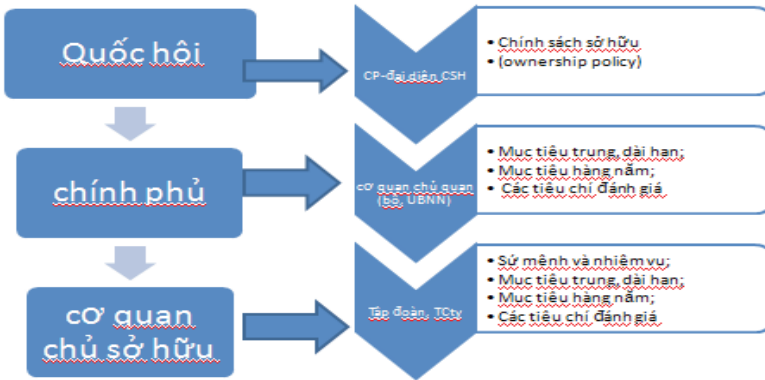 Quốc hội
CP-đại diện CSH
• Chính sách sở hữu
• (ownership policy)
chính phủ
cơ quan chủ quan
(bộ, UBNN)
• Mục tiêu trung, dài hạn;
• Mục tiêu hàng năm;
• Các tiêu chí đánh giá
cơ quan
chủ sở hữu
Tập đoàn, TCty
• Sứ mệnh và nhiệm vụ;
• Mục tiêu trung, dài hạn;
• Mục tiêu hàng năm;
• Các tiêu chí đánh giá